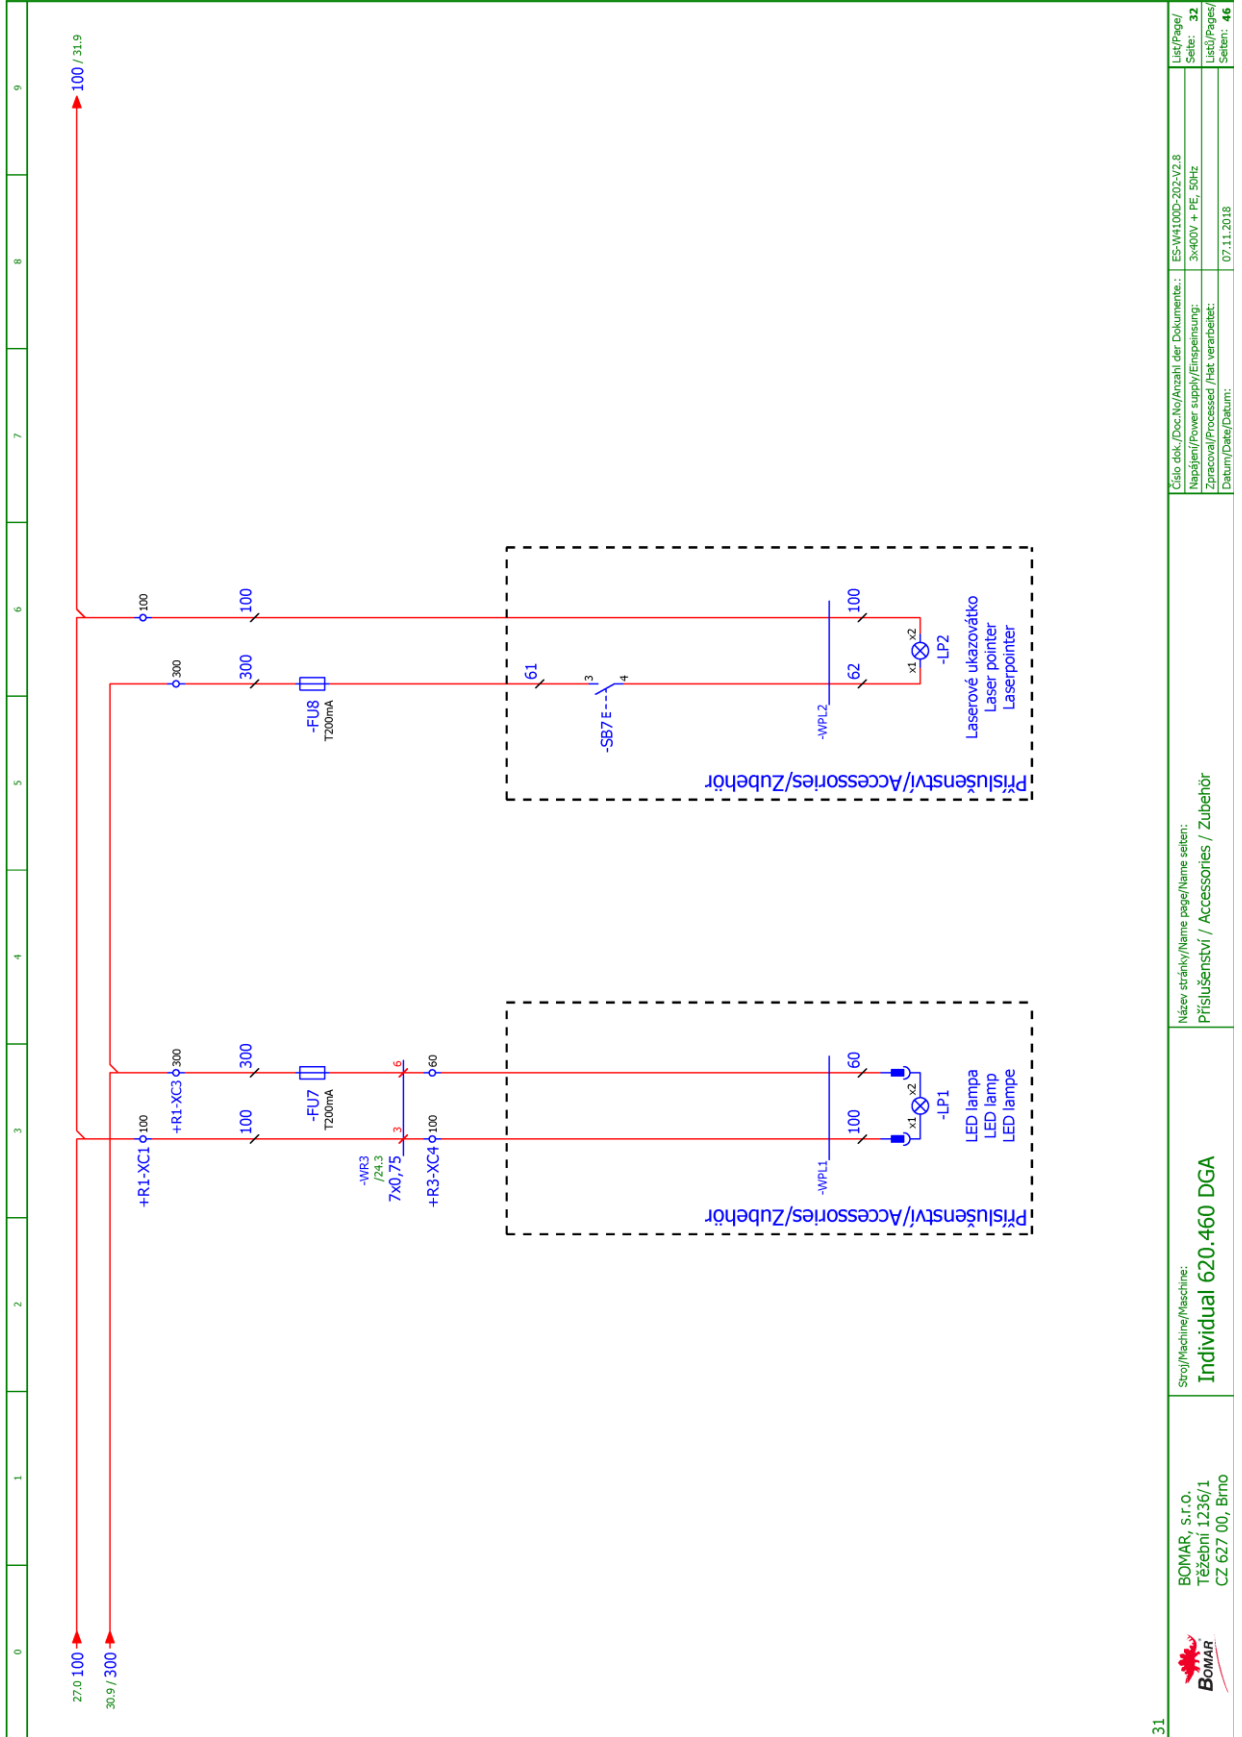 0
1
2
3
4
5
6
7
8
9
27.0 100
30.9 / 300
100 / 31.9
+R1-XC1 100
+R1-XC3 300
100
300
-FU7
T200mA
-WR3
/24.3
7x0,75
3
6
+R3-XC4 100
60
-WPL1
100
60
x1
x2
-LP1
LED lampa
LED lamp
LED lampe
Příslušenství/Accessories/Zubehör
300
100
300
100
-FU8
T200mA
61
-SB7 E
3
4
-WPL2
62
100
x1
x2
-LP2
Laserové ukazovátko
Laser pointer
Laserpointer
Příslušenství/Accessories/Zubehör
31
BOMAR
BOMAR, s.r.o.
Těžební 1236/1
CZ 627 00, Brno
Stroj/Machine/Maschine:
Individual 620.460 DGA
Název stránky/Name page/Name seiten:
Příslušenství / Accessories / Zubehör
Číslo dok./Doc.No/Anzahl der Dokumente.: ES-W4100D-202-V2.8
Napájení/Power supply/Einspeinsung: 3x400V + PE, 50Hz
Zpracoval/Processed /Hat verarbeitet:
Datum/Date/Datum: 07.11.2018
List/Page/
Seite: 32
Listů/Pages/
Seiten: 46